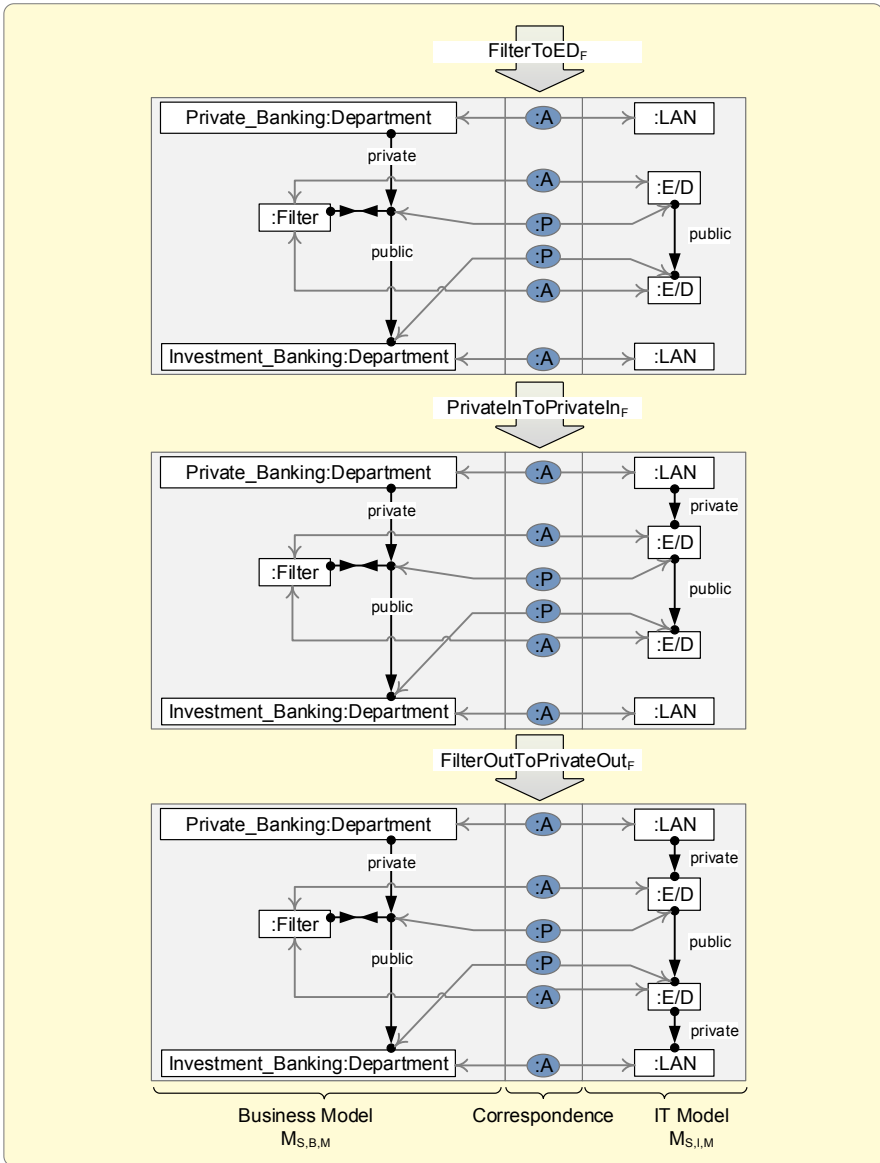 FilterToED_F
Private_Banking:Department :A :LAN
private
:A :E/D
:Filter
:P
public public
:P
:A :E/D
Investment_Banking:Department :A :LAN
PrivateInToPrivateIn_F
Private_Banking:Department :A :LAN
private private
:A :E/D
:Filter
:P
public public
:P
:A :E/D
Investment_Banking:Department :A :LAN
FilterOutToPrivateOut_F
Private_Banking:Department :A :LAN
private private
:A :E/D
:Filter
:P
public public
:P
:A :E/D
private
Investment_Banking:Department :A :LAN
Business Model Correspondence IT Model
M_S,B,M M_S,I,M